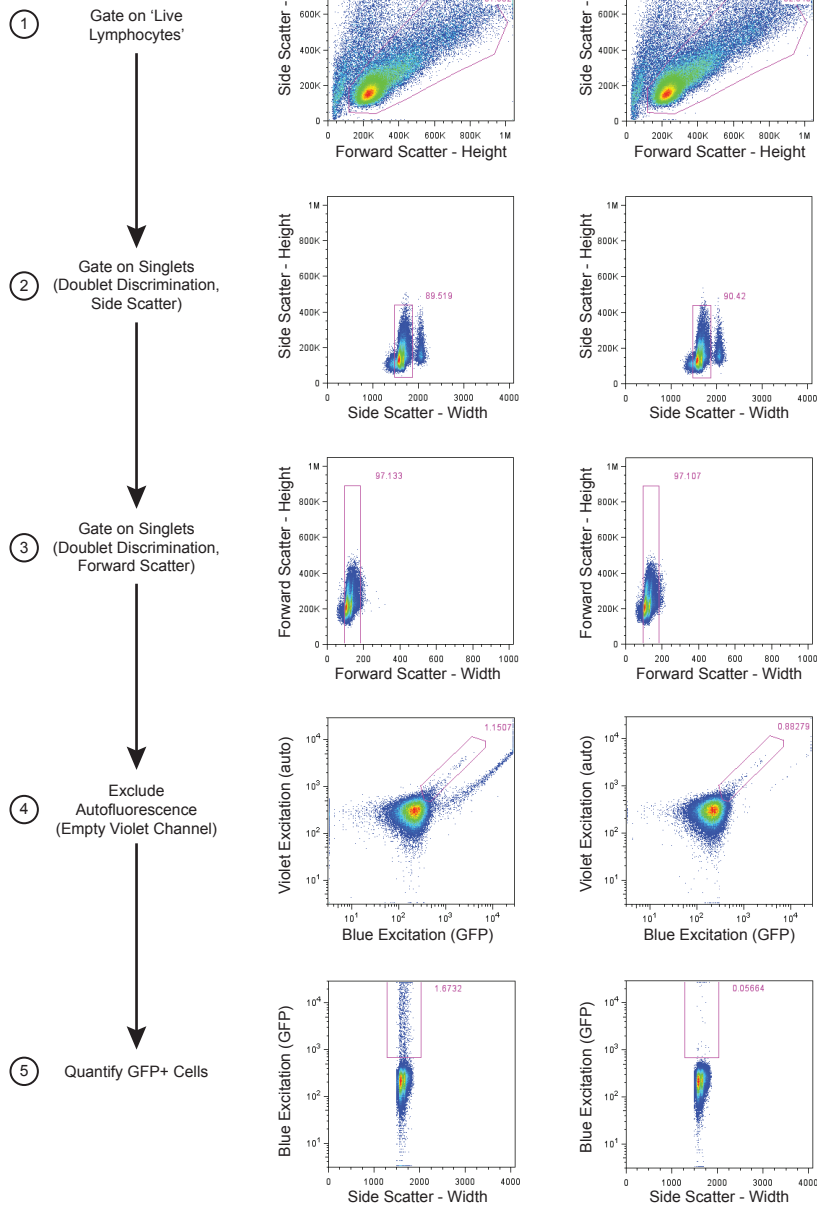 1
Gate on ‘Live
Lymphocytes’
Side Scatter -
600K
400K
200K
0
200K 400K 600K 800K 1M
Forward Scatter - Height
Side Scatter -
600K
400K
200K
0
200K 400K 600K 800K 1M
Forward Scatter - Height
2
Gate on Singlets
(Doublet Discrimination,
Side Scatter)
Side Scatter - Height
1M
800K
600K
400K
200K
0
89.519
0 1000 2000 3000 4000
Side Scatter - Width
Side Scatter - Height
1M
800K
600K
400K
200K
0
90.42
0 1000 2000 3000 4000
Side Scatter - Width
3
Gate on Singlets
(Doublet Discrimination,
Forward Scatter)
Forward Scatter - Height
1M
800K
600K
400K
200K
0
97.133
0 200 400 600 800 1000
Forward Scatter - Width
Forward Scatter - Height
1M
800K
600K
400K
200K
0
97.107
0 200 400 600 800 1000
Forward Scatter - Width
4
Exclude
Autofluorescence
(Empty Violet Channel)
Violet Excitation (auto)
10⁴
10³
10²
10¹
1.1507
10¹ 10² 10³ 10⁴
Blue Excitation (GFP)
Violet Excitation (auto)
10⁴
10³
10²
10¹
0.88279
10¹ 10² 10³ 10⁴
Blue Excitation (GFP)
5
Quantify GFP+ Cells
Blue Excitation (GFP)
10⁴
10³
10²
10¹
1.6732
0 1000 2000 3000 4000
Side Scatter - Width
Blue Excitation (GFP)
10⁴
10³
10²
10¹
0.05664
0 1000 2000 3000 4000
Side Scatter - Width